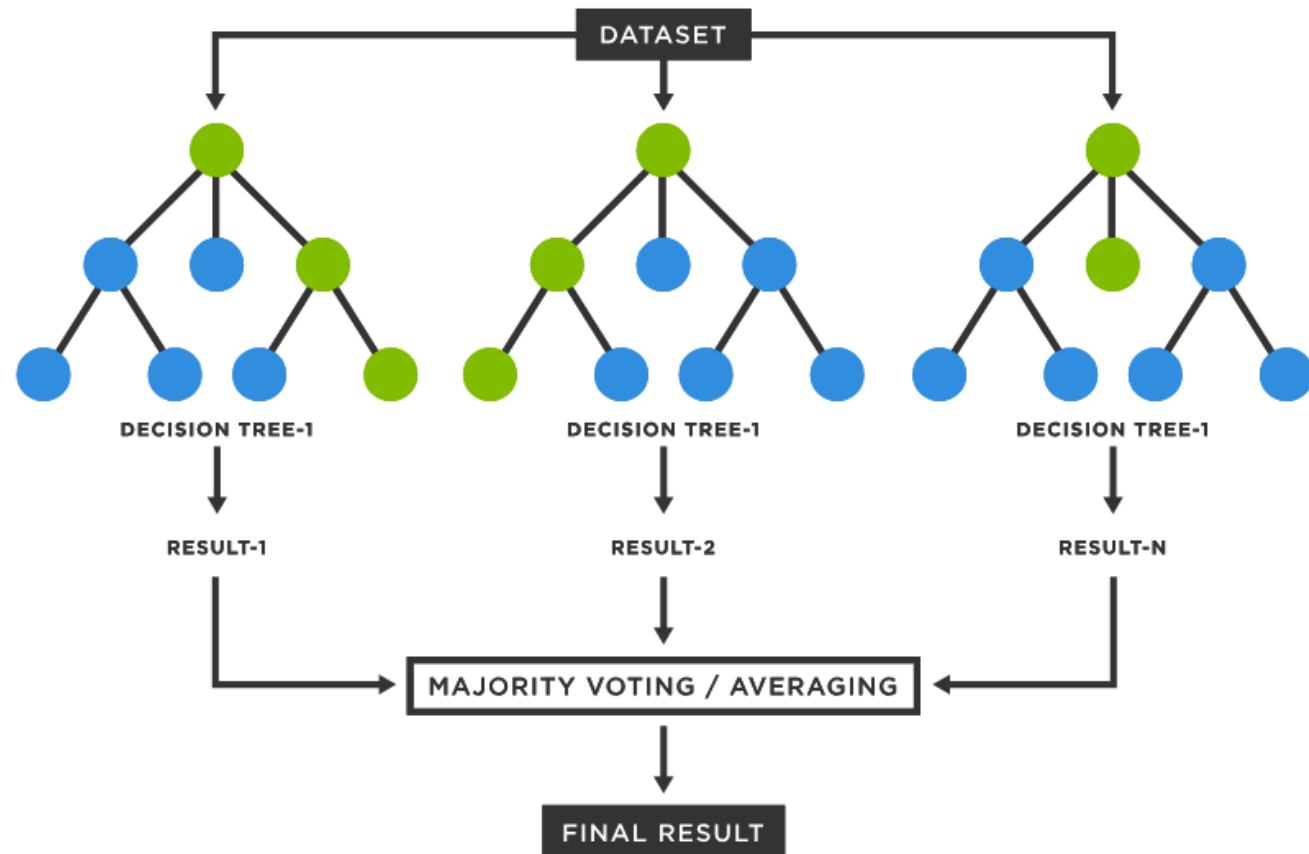 DATASET
DECISION TREE-1
DECISION TREE-1
DECISION TREE-1
RESULT-1
RESULT-2
RESULT-N
MAJORITY VOTING / AVERAGING
FINAL RESULT